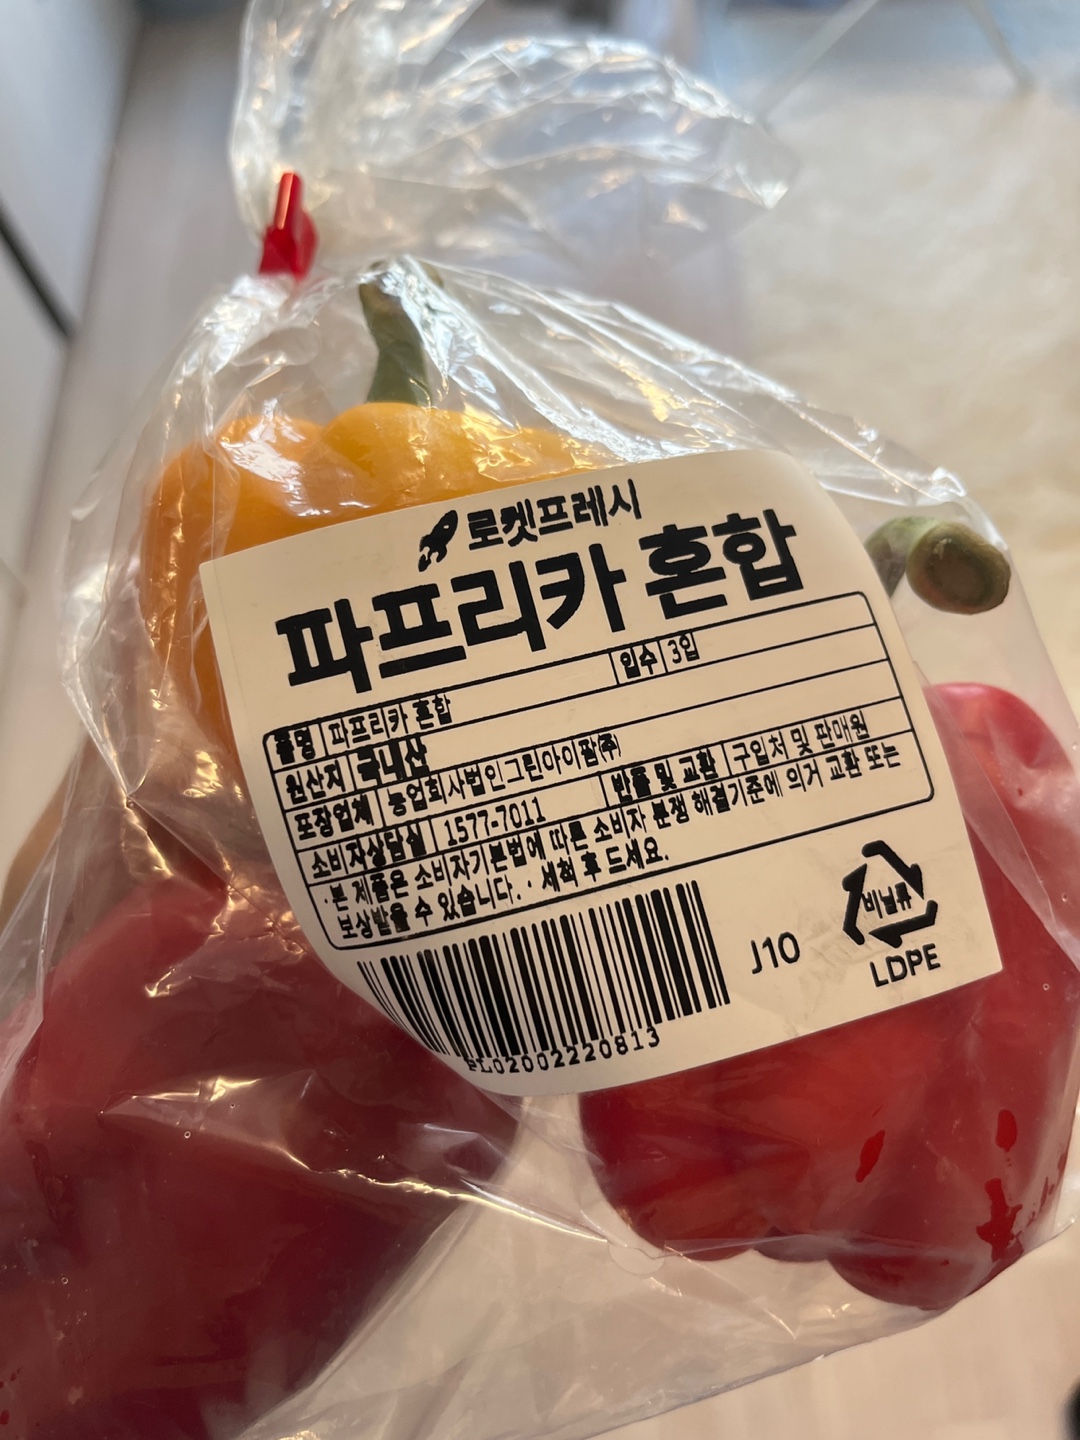 로켓프레시
파프리카 혼합
품명 파프리카 혼합 입수 3입
원산지 국내산
포장업체 농업회사법인그린아이팜(주)
소비자상담실 1577-7011 반품 및 교환 구입처 및 판매원
·본 제품은 소비자기본법에 따른 소비자 분쟁 해결기준에 의거 교환 또는
보상받을 수 있습니다. · 세척 후 드세요.
J10
비닐류
LDPE
PL02002220813